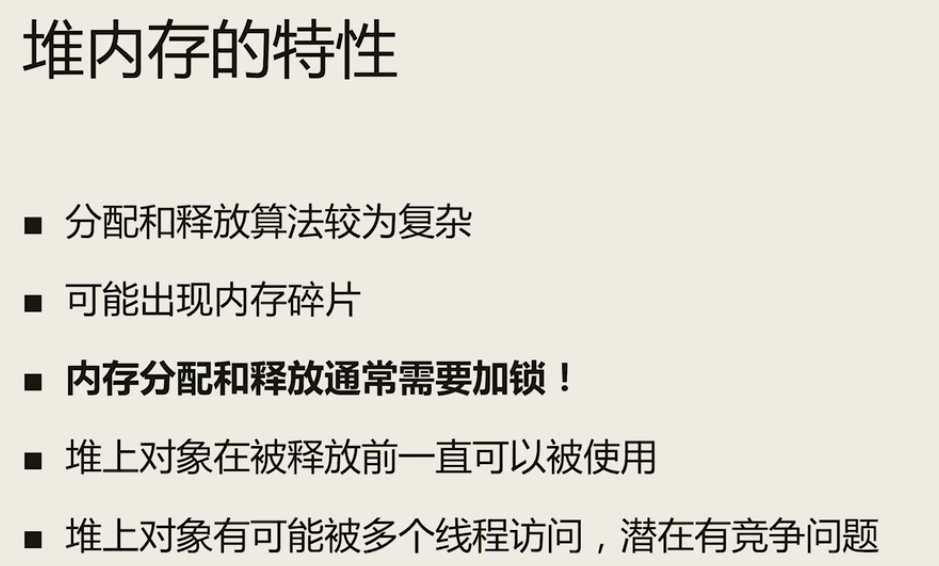 堆内存的特性
■ 分配和释放算法较为复杂
■ 可能出现内存碎片
■ 内存分配和释放通常需要加锁！
■ 堆上对象在被释放前一直可以被使用
■ 堆上对象有可能被多个线程访问，潜在有竞争问题